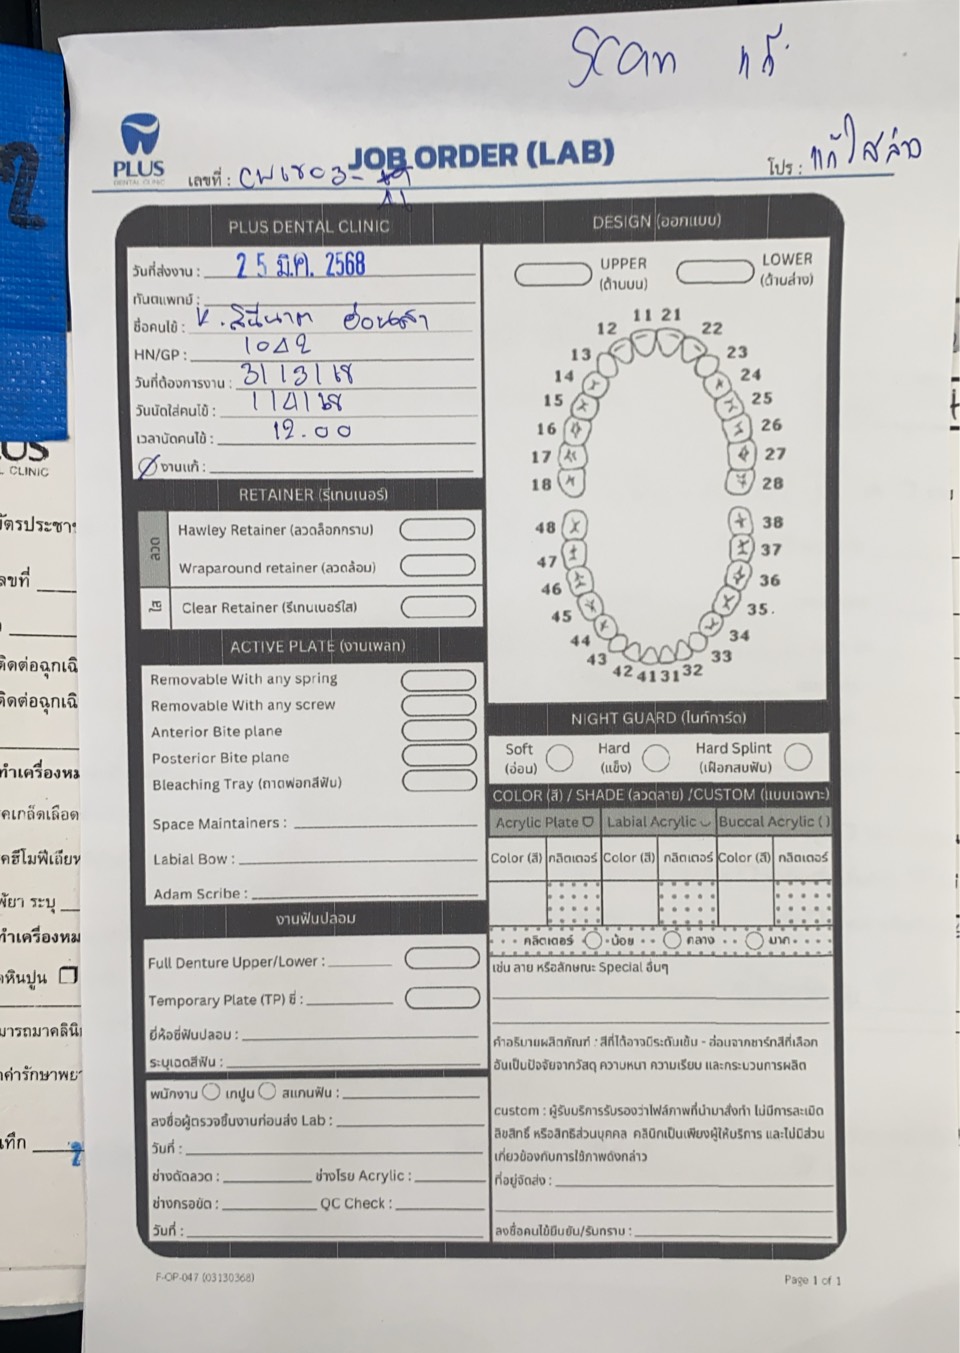 Scan แก้
PLUS
DENTAL CLINIC
JOB ORDER (LAB)
เลขที่ : CW6803-
โปร : แก้ใสล่าง
PLUS DENTAL CLINIC
วันที่ส่งงาน : 25 มี.ค. 2568
ทันตแพทย์ :
ชื่อคนไข้ : K.
HN/GP : 1042
วันที่ต้องการงาน : 31/3/68
วันนัดใส่คนไข้ : 1/4/68
เวลานัดคนไข้ : 12.00
งานแก้ :
DESIGN (ออกแบบ)
UPPER
(ด้านบน)
LOWER
(ด้านล่าง)
11 21
12 22
13 23
14 24
15 25
16 26
17 27
18 28
48 38
47 37
46 36
45 35
44 34
43 33
42 41 31 32
RETAINER (รีเทนเนอร์)
ลวด
Hawley Retainer (ลวดล็อกกราม)
Wraparound retainer (ลวดล้อม)
ใส
Clear Retainer (รีเทนเนอร์ใส)
ACTIVE PLATE (งานเพลท)
Removable With any spring
Removable With any screw
Anterior Bite plane
Posterior Bite plane
Bleaching Tray (ถาดฟอกสีฟัน)
Space Maintainers :
Labial Bow :
Adam Scribe :
งานฟันปลอม
Full Denture Upper/Lower :
Temporary Plate (TP) ซี่ :
ยี่ห้อซี่ฟันปลอม :
ระบุเฉดสีฟัน :
พนักงาน เทปูน สแกนฟัน :
ลงชื่อผู้ตรวจชิ้นงานก่อนส่ง Lab :
วันที่ :
ช่างดัดลวด : ช่างโรย Acrylic :
ช่างกรอขัด : QC Check :
วันที่ :
NIGHT GUARD (ไนท์การ์ด)
Soft
(อ่อน)
Hard
(แข็ง)
Hard Splint
(เฝือกสบฟัน)
COLOR (สี) / SHADE (ลวดลาย) /CUSTOM (แบบเฉพาะ)
Acrylic Plate Labial Acrylic Buccal Acrylic ( )
Color (สี) กลิตเตอร์ Color (สี) กลิตเตอร์ Color (สี) กลิตเตอร์
กลิตเตอร์ น้อย กลาง มาก
เช่น ลาย หรือลักษณะ Special อื่นๆ
คำอธิบายผลิตภัณฑ์ : สีที่ได้อาจมีระดับเข้ม - อ่อนจากชาร์ทสีที่เลือก
อันเป็นปัจจัยจากวัสดุ ความหนา ความเรียบ และกระบวนการผลิต
custom : ผู้รับบริการรับรองว่าไฟล์ภาพที่นำมาสั่งทำ ไม่มีการละเมิด
ลิขสิทธิ์ หรือสิทธิส่วนบุคคล คลินิกเป็นเพียงผู้ให้บริการ และไม่มีส่วน
เกี่ยวข้องกับการใช้ภาพดังกล่าว
ที่อยู่จัดส่ง :
ลงชื่อคนไข้ยืนยัน/รับทราบ :
F-OP-047 (03130368)
Page 1 of 1
CLINIC
เลขที่